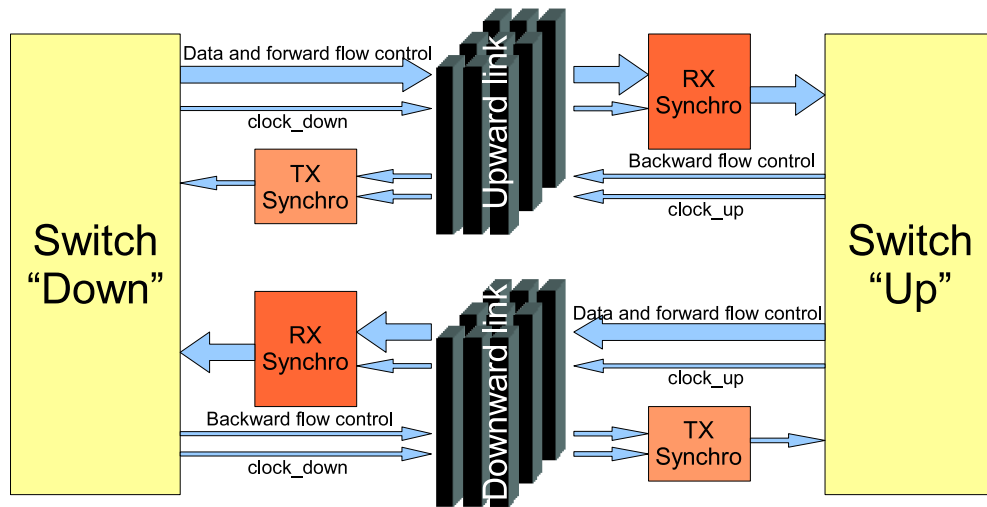 Data and forward flow control
clock_down
Upward link
RX
Synchro
TX
Synchro
Backward flow control
clock_up
Switch
“Down”
Switch
“Up”
RX
Synchro
Downward link
Data and forward flow control
clock_up
Backward flow control
clock_down
TX
Synchro